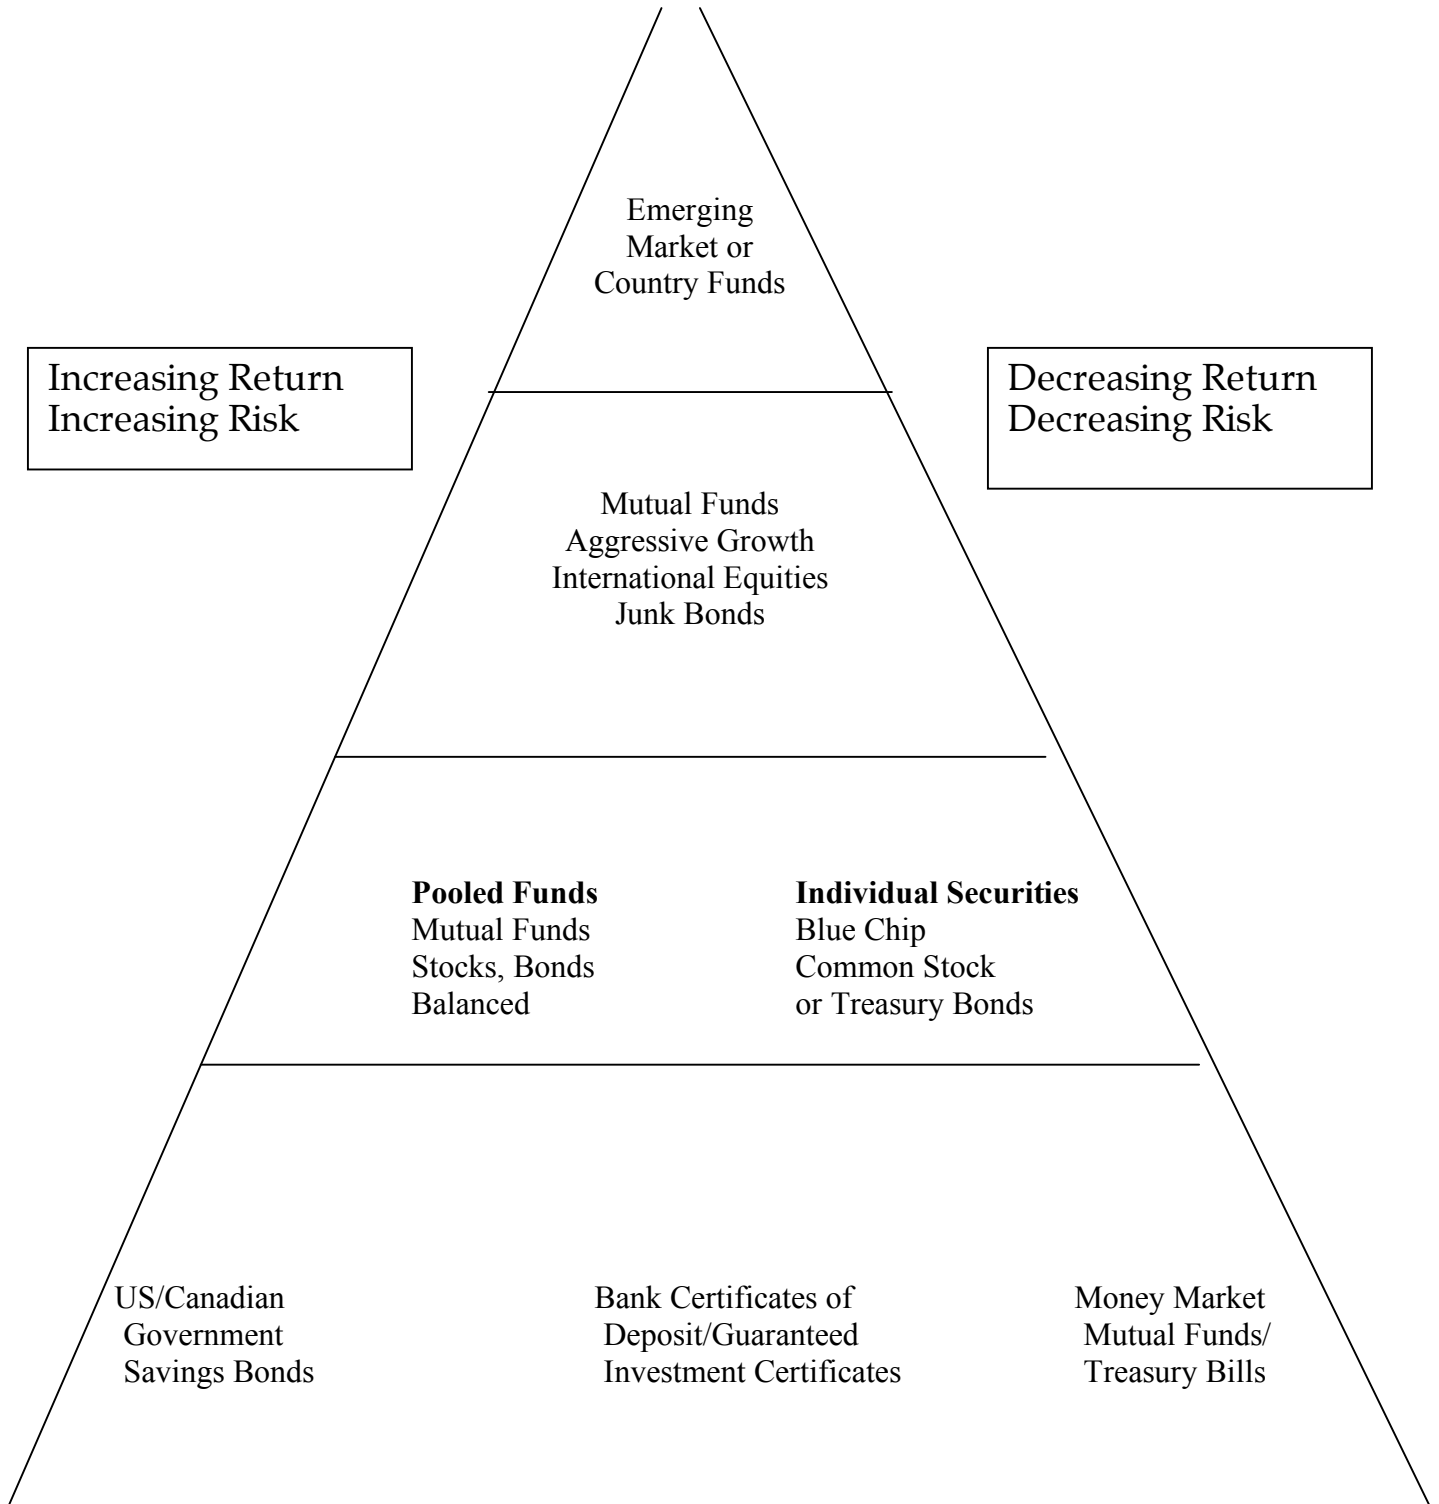 Emerging
Market or
Country Funds
Increasing Return
Increasing Risk
Decreasing Return
Decreasing Risk
Mutual Funds
Aggressive Growth
International Equities
Junk Bonds
Pooled Funds
Mutual Funds
Stocks, Bonds
Balanced
Individual Securities
Blue Chip
Common Stock
or Treasury Bonds
US/Canadian
Government
Savings Bonds
Bank Certificates of
Deposit/Guaranteed
Investment Certificates
Money Market
Mutual Funds/
Treasury Bills